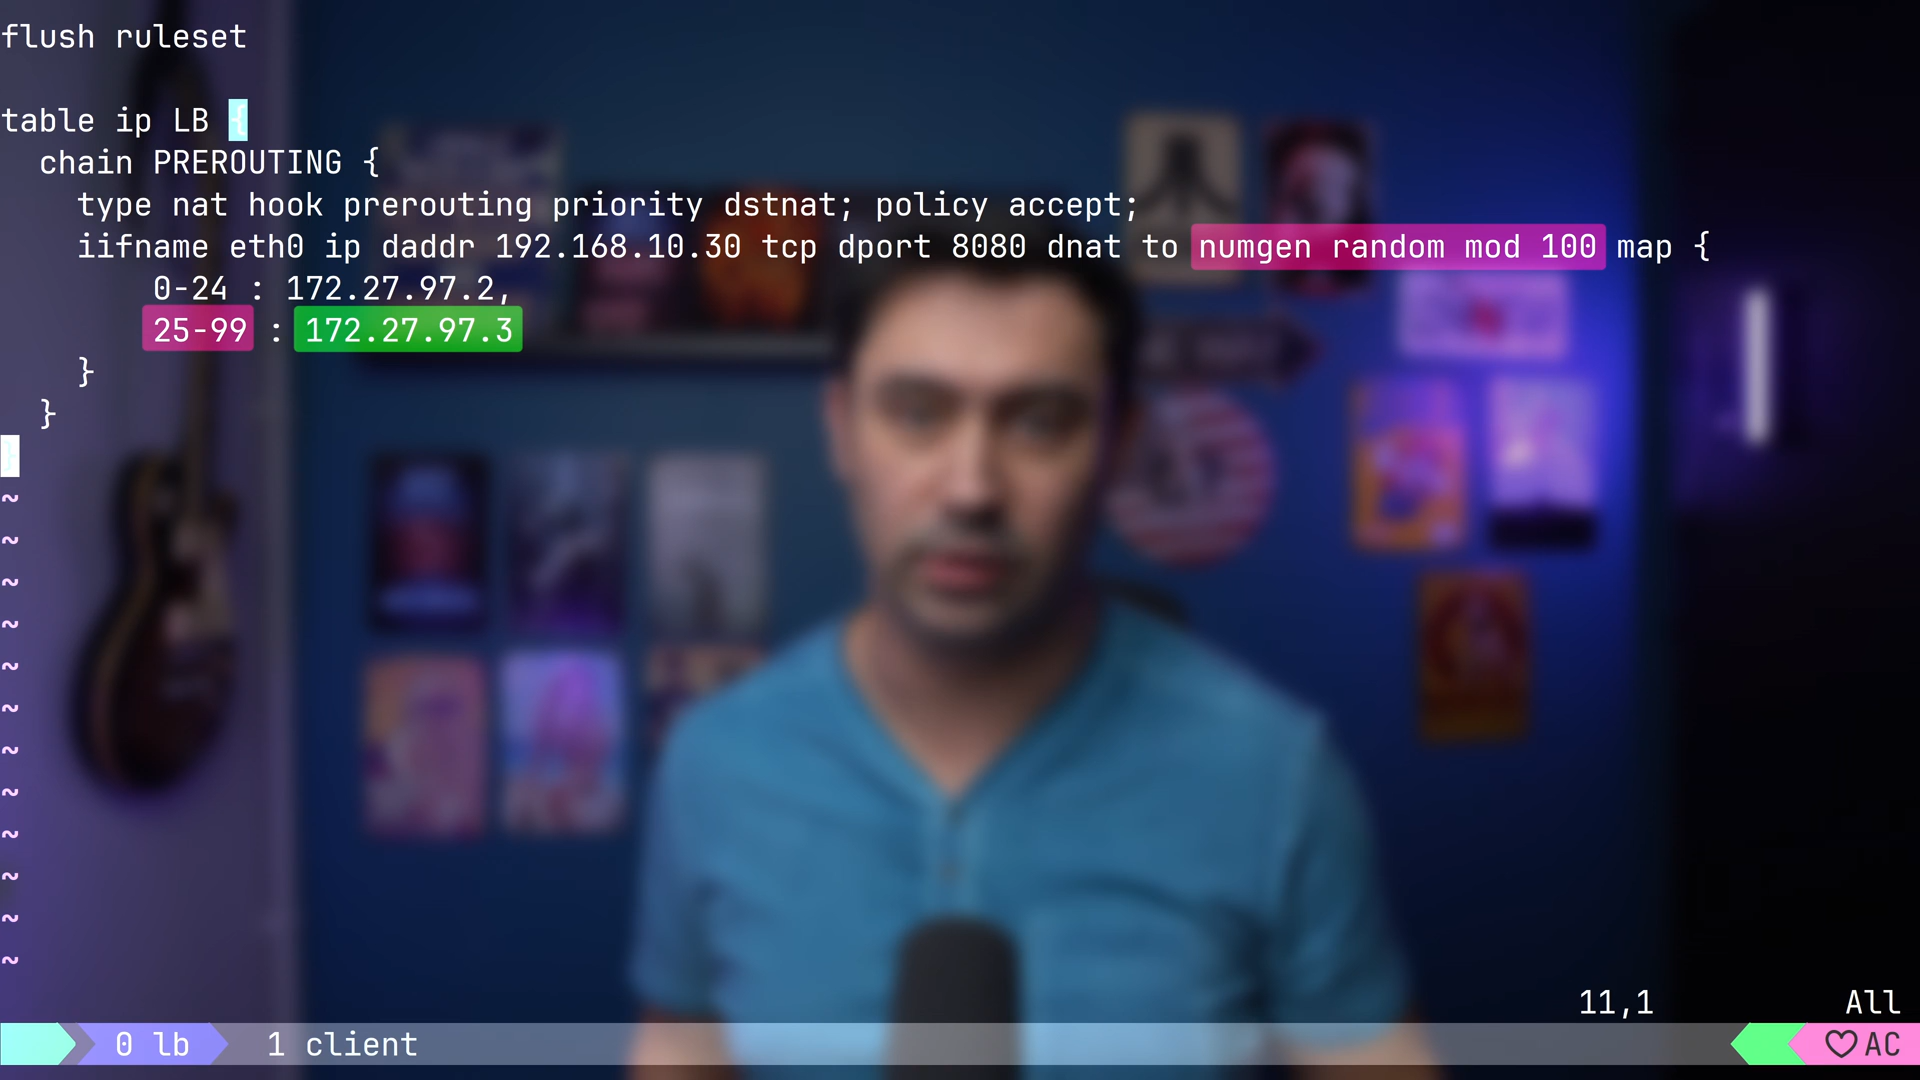 flush ruleset
table ip LB {
chain PREROUTING {
type nat hook prerouting priority dstnat; policy accept;
iifname eth0 ip daddr 192.168.10.30 tcp dport 8080 dnat to numgen random mod 100 map {
0-24 : 172.27.97.2,
25-99 : 172.27.97.3
}
}
}
~
~
~
~
~
~
~
~
~
~
~
~
11,1 All
0 lb 1 client ♡ AC